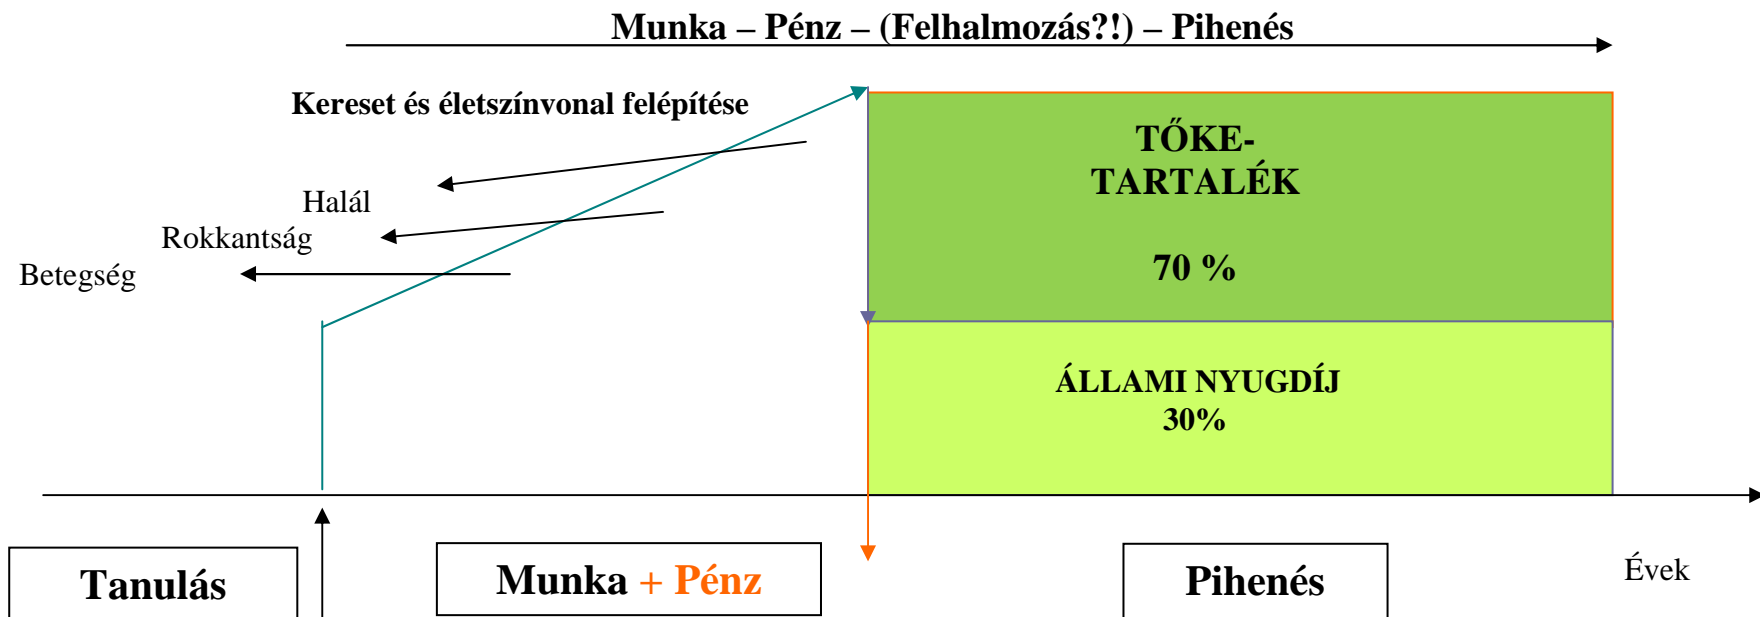 Munka – Pénz – (Felhalmozás?!) – Pihenés
Kereset és életszínvonal felépítése
Halál
Rokkantság
Betegség
TŐKE-
TARTALÉK
70 %
ÁLLAMI NYUGDÍJ
30%
Tanulás
Munka + Pénz
Pihenés
Évek